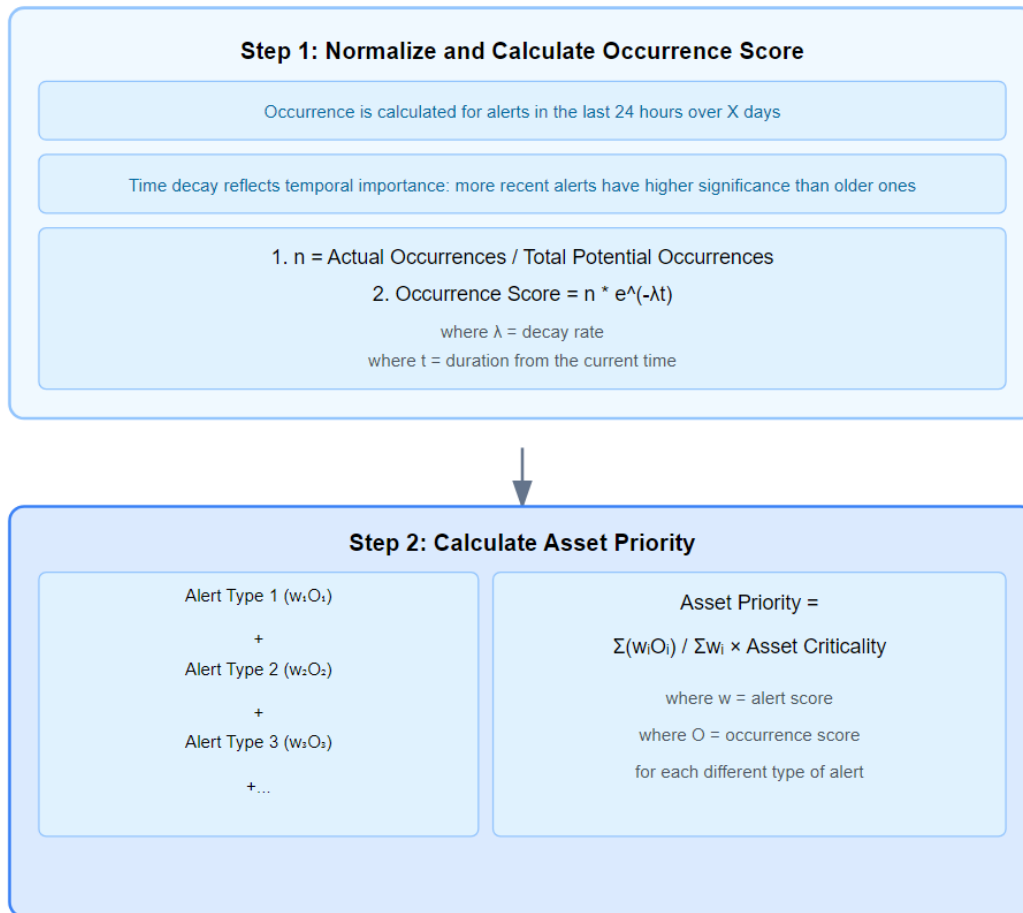 Step 1: Normalize and Calculate Occurrence Score
Occurrence is calculated for alerts in the last 24 hours over X days
Time decay reflects temporal importance: more recent alerts have higher significance than older ones
1. n = Actual Occurrences / Total Potential Occurrences
2. Occurrence Score = n * e^(-λt)
where λ = decay rate
where t = duration from the current time
Step 2: Calculate Asset Priority
Alert Type 1 (w₁O₁)
+
Alert Type 2 (w₂O₂)
+
Alert Type 3 (w₃O₃)
+...
Asset Priority =
Σ(wᵢOᵢ) / Σwᵢ × Asset Criticality
where w = alert score
where O = occurrence score
for each different type of alert